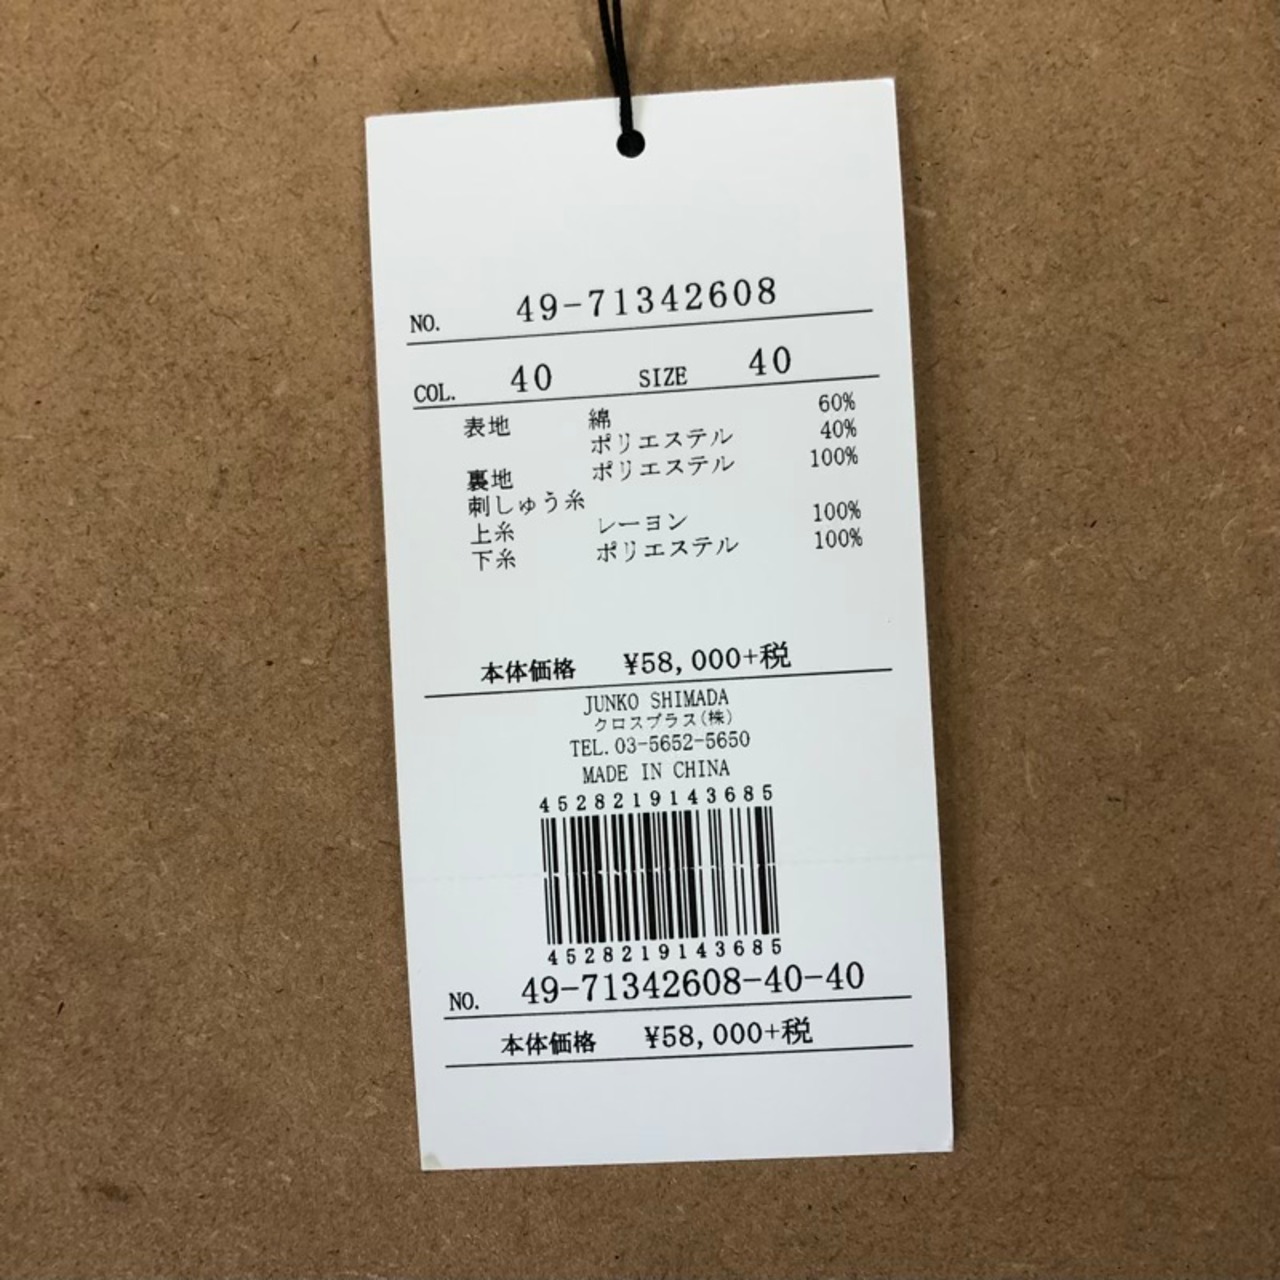 NO. 49-71342608
COL. 40 SIZE 40
表地 綿 60%
ポリエステル 40%
裏地 ポリエステル 100%
刺しゅう糸
上糸 レーヨン 100%
下糸 ポリエステル 100%
本体価格 ¥58,000+税
JUNKO SHIMADA
クロスプラス(株)
TEL.03-5652-5650
MADE IN CHINA
4528219143685
4528219143685
NO. 49-71342608-40-40
本体価格 ¥58,000+税